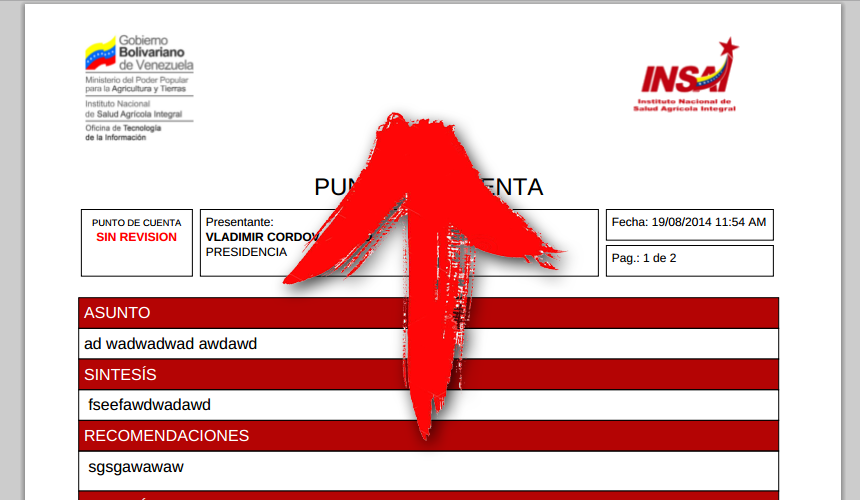 Gobierno
Bolivariano
de Venezuela
Ministerio del Poder Popular
para la Agricultura y Tierras
Instituto Nacional
de Salud Agrícola Integral
Oficina de Tecnología
de la Información
INSAI
Instituto Nacional de
Salud Agrícola Integral
PUN ENTA
PUNTO DE CUENTA
SIN REVISION
Presentante:
VLADIMIR CORDOV
PRESIDENCIA
Fecha: 19/08/2014 11:54 AM
Pag.: 1 de 2
ASUNTO
ad wadwadwad awdawd
SINTESÍS
fseefawdwadawd
RECOMENDACIONES
sgsgawawaw